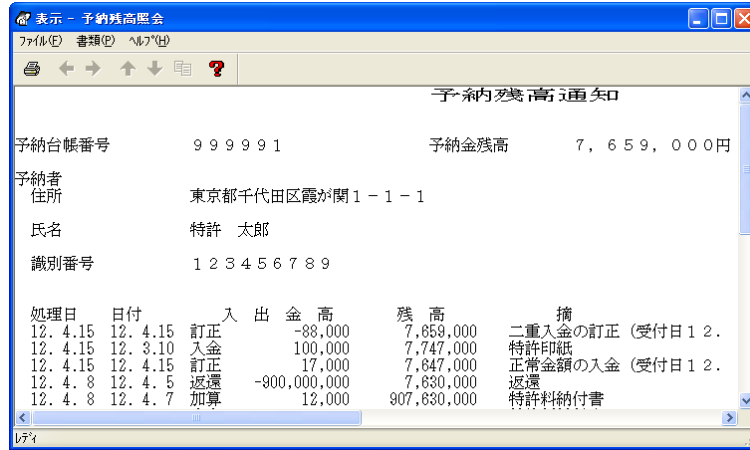 表示 - 予納残高照会
ファイル(F) 書類(P) ヘルプ(H)
予納残高通知
予納台帳番号 ９９９９９１ 予納金残高 ７，６５９，０００円
予納者
住所 東京都千代田区霞が関１－１－１
氏名 特許 太郎
識別番号 １２３４５６７８９
処理日 日付 入 出 金 高 残 高 摘
12. 4.15 12. 4.15 訂正 -88,000 7,659,000 二重入金の訂正（受付日１２．
12. 4.15 12. 3.10 入金 100,000 7,747,000 特許印紙
12. 4.15 12. 4.15 訂正 17,000 7,647,000 正常金額の入金（受付日１２．
12. 4. 8 12. 4. 5 返還 -900,000,000 7,630,000 返還
12. 4. 8 12. 4. 7 加算 12,000 907,630,000 特許料納付書
レディ